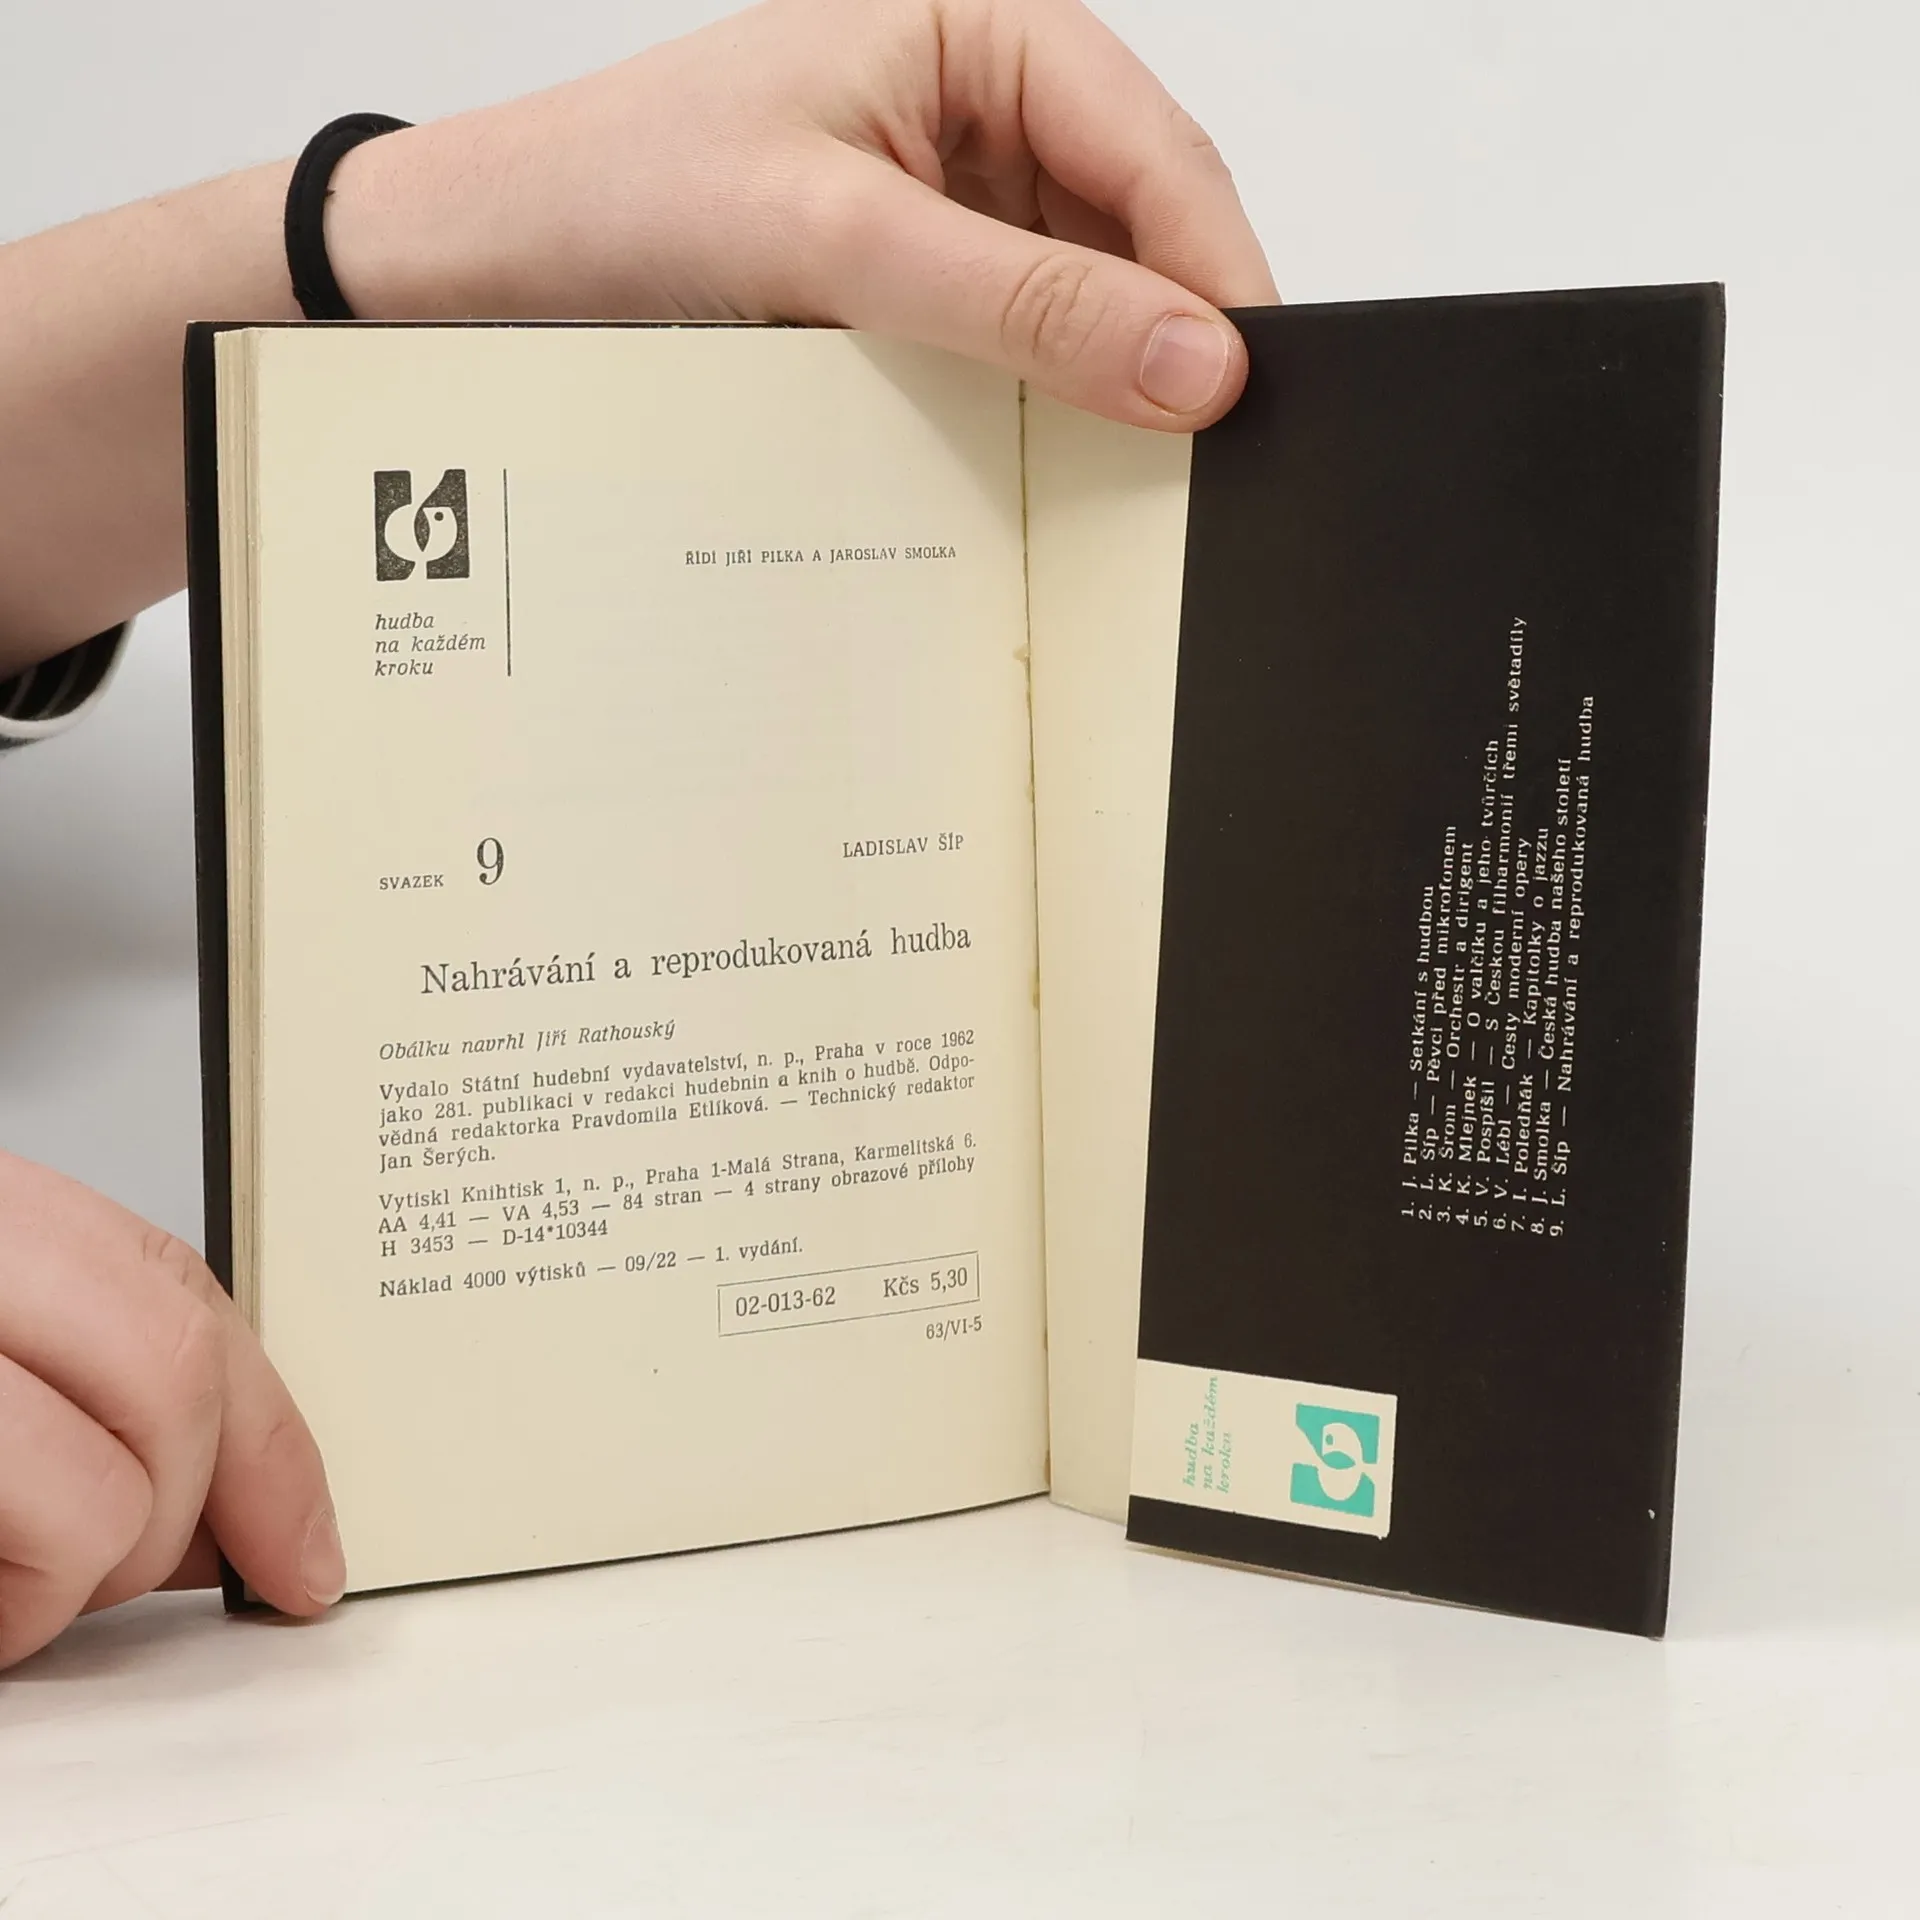 hudba
na každém
kroku
ŘÍDÍ JIŘÍ PILKA A JAROSLAV SMOLKA
SVAZEK 9
LADISLAV ŠÍP
Nahrávání a reprodukovaná hudba
Obálku navrhl Jiří Rathouský
Vydalo Státní hudební vydavatelství, n. p., Praha v roce 1962
jako 281. publikaci v redakci hudebnin a knih o hudbě. Odpo-
vědná redaktorka Pravdomila Etlíková. — Technický redaktor
Jan Šerých.
Vytiskl Knihtisk 1, n. p., Praha 1-Malá Strana, Karmelitská 6.
AA 4,41 — VA 4,53 — 84 stran — 4 strany obrazové přílohy
H 3453 — D-14*10344
Náklad 4000 výtisků — 09/22 — 1. vydání.
02-013-62 Kčs 5,30
63/VI-5
1. J. Pilka — Setkání s hudbou
2. L. Šíp — Pěvci před mikrofonem
3. K. Šrom — Orchestr a dirigent
4. K. Mlejnek — O valčíku a jeho tvůrčích
5. V. Pospíšil — S Českou filharmonií třemi světadíly
6. V. Lébl — Cesty moderní opery
7. I. Poledňák — Kapitolky o jazzu
8. J. Smolka — Česká hudba našeho století
9. L. Šíp — Nahrávání a reprodukovaná hudba
hudba
na každém
kroku